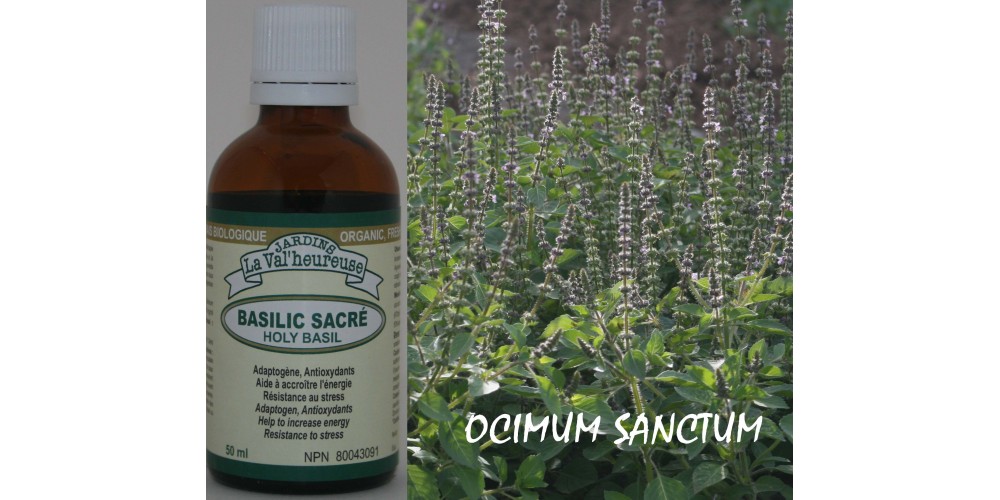 BIOLOGIQUE
ORGANIC,
JARDINS
La Val'heureuse
BASILIC SACRÉ
HOLY BASIL
Adaptogène, Antioxydants
Aide à accroître l'énergie
Résistance au stress
Adaptogen, Antioxydants
Help to increase energy
Resistance to stress
50 ml
NPN 80043091
OCIMUM SANCTUM